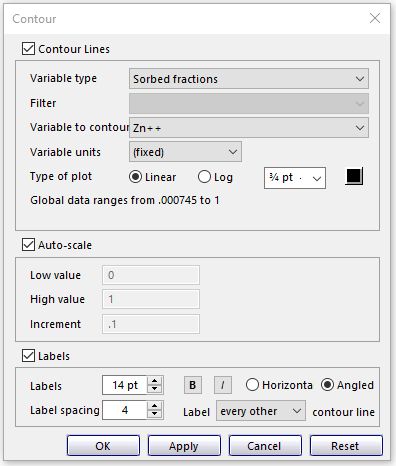 Contour
Contour Lines
Variable type Sorbed fractions
Filter
Variable to contour Zn++
Variable units (fixed)
Type of plot Linear Log ¾ pt
Global data ranges from .000745 to 1
Auto-scale
Low value 0
High value 1
Increment .1
Labels
Labels 14 pt B I Horizonta Angled
Label spacing 4 Label every other contour line
OK Apply Cancel Reset